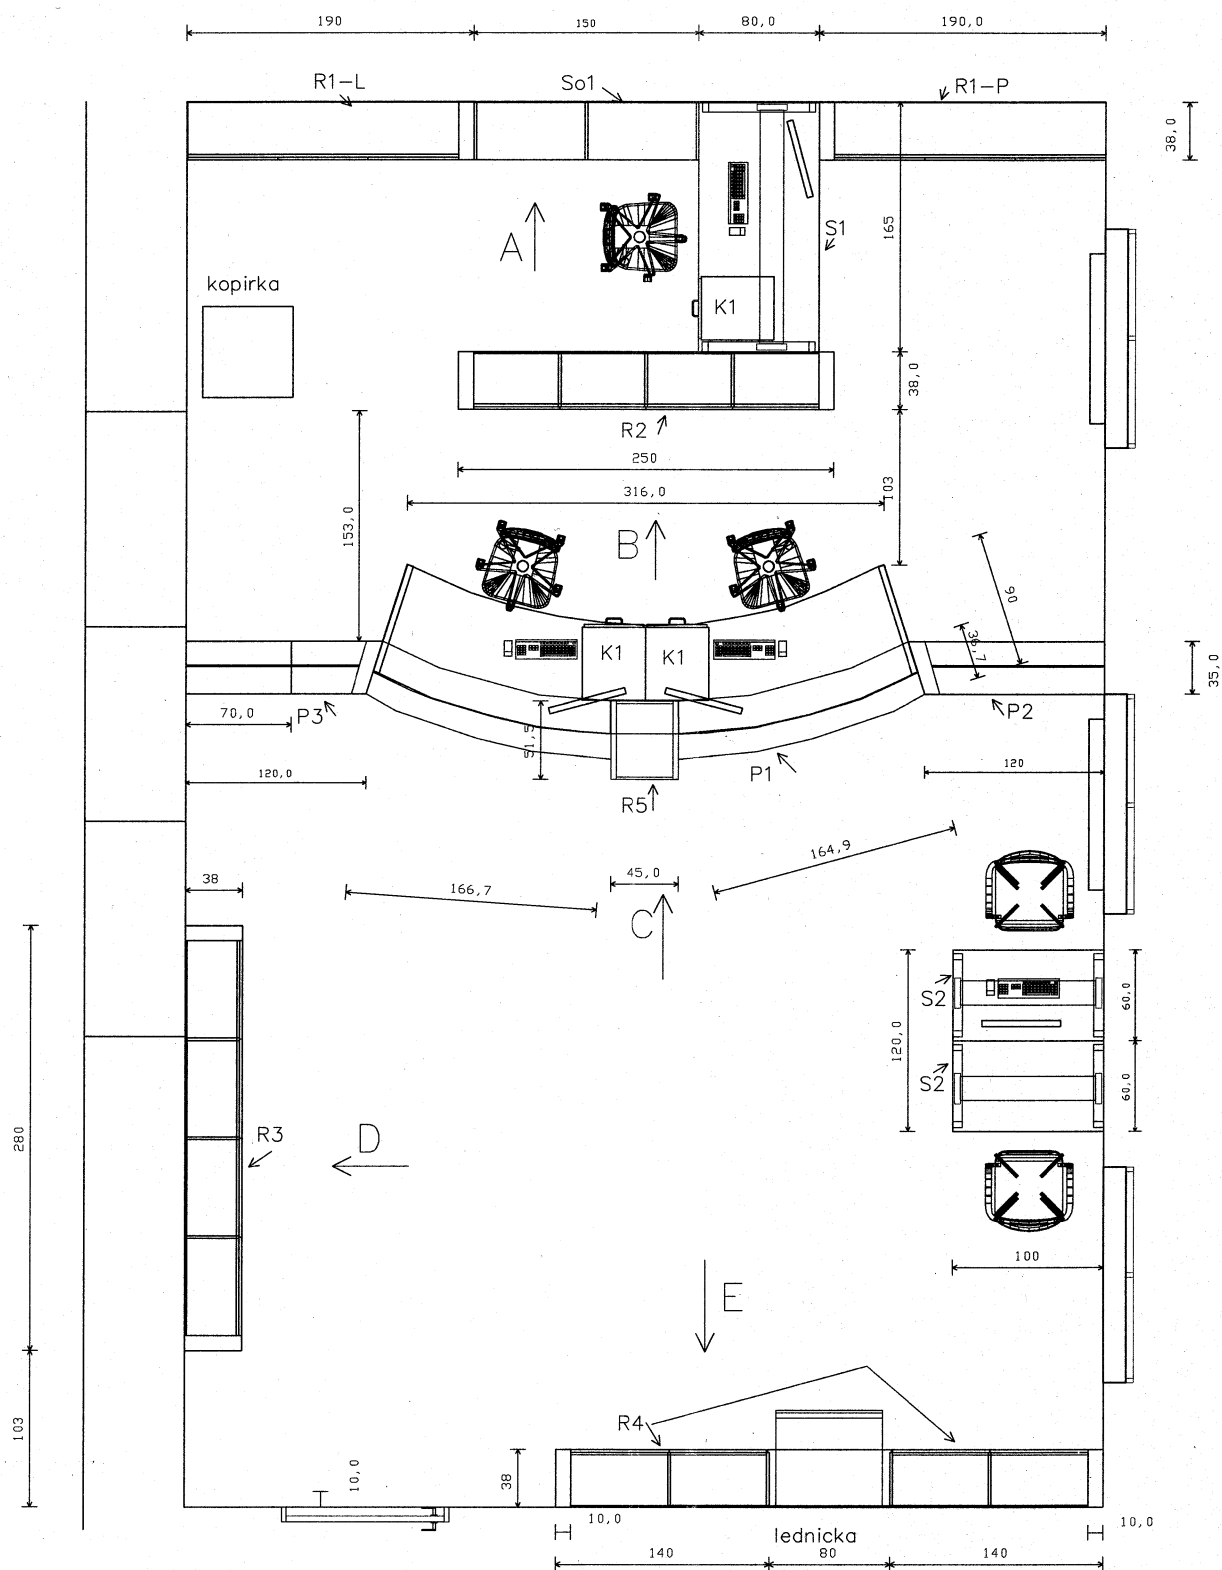 190 150 80,0 190,0
R1-L So1 R1-P
38,0
S1
165
A
kopirka
K1
38,0
R2
250
316,0
103
153,0
B
90
36,7
K1 K1
35,0
70,0 P3 P2
51,5
120,0 P1 120
R5
164,9
38 166,7 45,0
C
S2 60,0
120,0
S2 60,0
280
R3
D
100
E
103
R4
10,0 38
10,0 lednicka 10,0
140 80 140